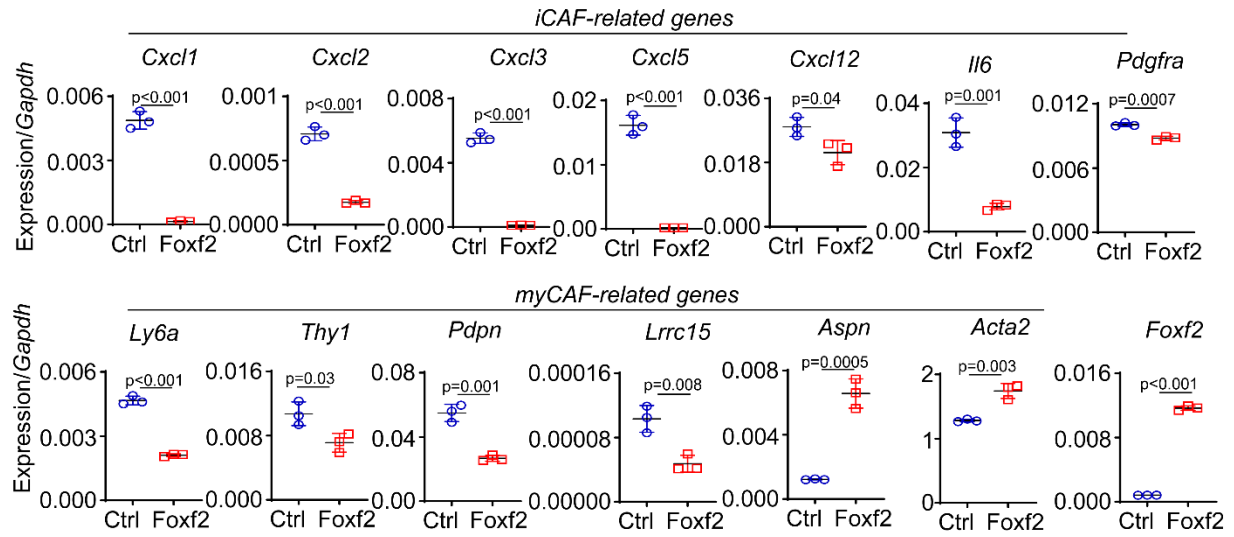 iCAF-related genes
Cxcl1 Cxcl2 Cxcl3 Cxcl5 Cxcl12 Il6 Pdgfra
Expression/Gapdh
0.006 0.003 0.000 p<0.001 Ctrl Foxf2
0.001 0.0005 0.0000 p<0.001 Ctrl Foxf2
0.008 0.004 0.000 p<0.001 Ctrl Foxf2
0.02 0.01 0.00 p<0.001 Ctrl Foxf2
0.036 0.018 0.000 p=0.04 Ctrl Foxf2
0.04 0.02 0.00 p=0.001 Ctrl Foxf2
0.012 0.006 0.000 p=0.0007 Ctrl Foxf2
myCAF-related genes
Ly6a Thy1 Pdpn Lrrc15 Aspn Acta2 Foxf2
Expression/Gapdh
0.006 0.003 0.000 p<0.001 Ctrl Foxf2
0.016 0.008 0.000 p=0.03 Ctrl Foxf2
0.08 0.04 0.00 p=0.001 Ctrl Foxf2
0.00016 0.00008 0.00000 p=0.008 Ctrl Foxf2
0.008 0.004 0.000 p=0.0005 Ctrl Foxf2
2 1 0 p=0.003 Ctrl Foxf2
0.016 0.008 0.000 p<0.001 Ctrl Foxf2